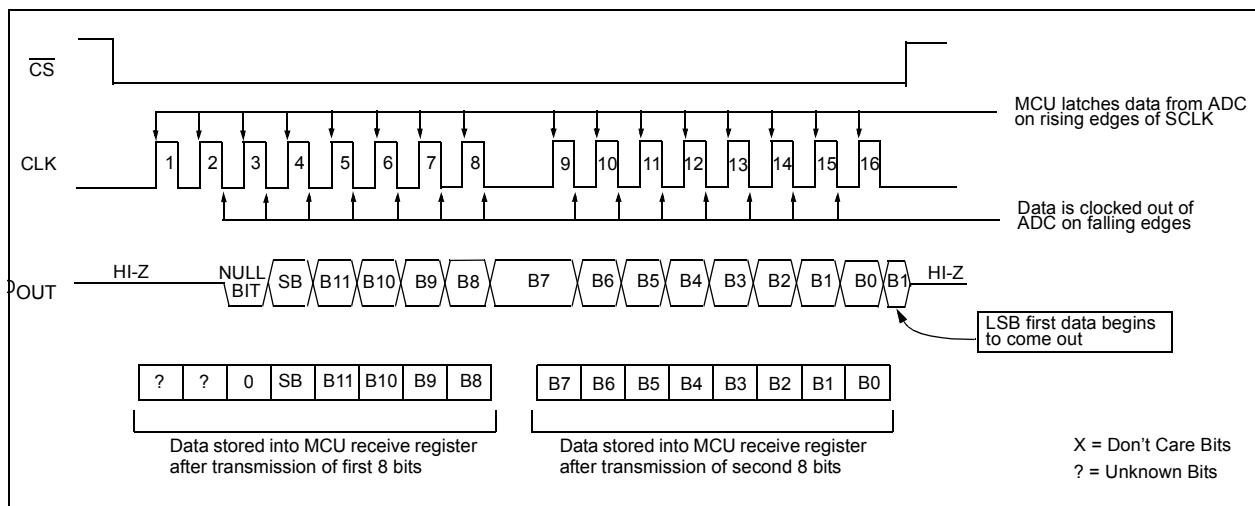 CS
MCU latches data from ADC
on rising edges of SCLK
CLK
1 2 3 4 5 6 7 8 9 10 11 12 13 14 15 16
Data is clocked out of
ADC on falling edges
HI-Z
NULL
BIT
SB B11 B10 B9 B8 B7 B6 B5 B4 B3 B2 B1 B0 B1
HI-Z
OUT
LSB first data begins
to come out
? ? 0 SB B11 B10 B9 B8
B7 B6 B5 B4 B3 B2 B1 B0
Data stored into MCU receive register
after transmission of first 8 bits
Data stored into MCU receive register
after transmission of second 8 bits
X = Don't Care Bits
? = Unknown Bits